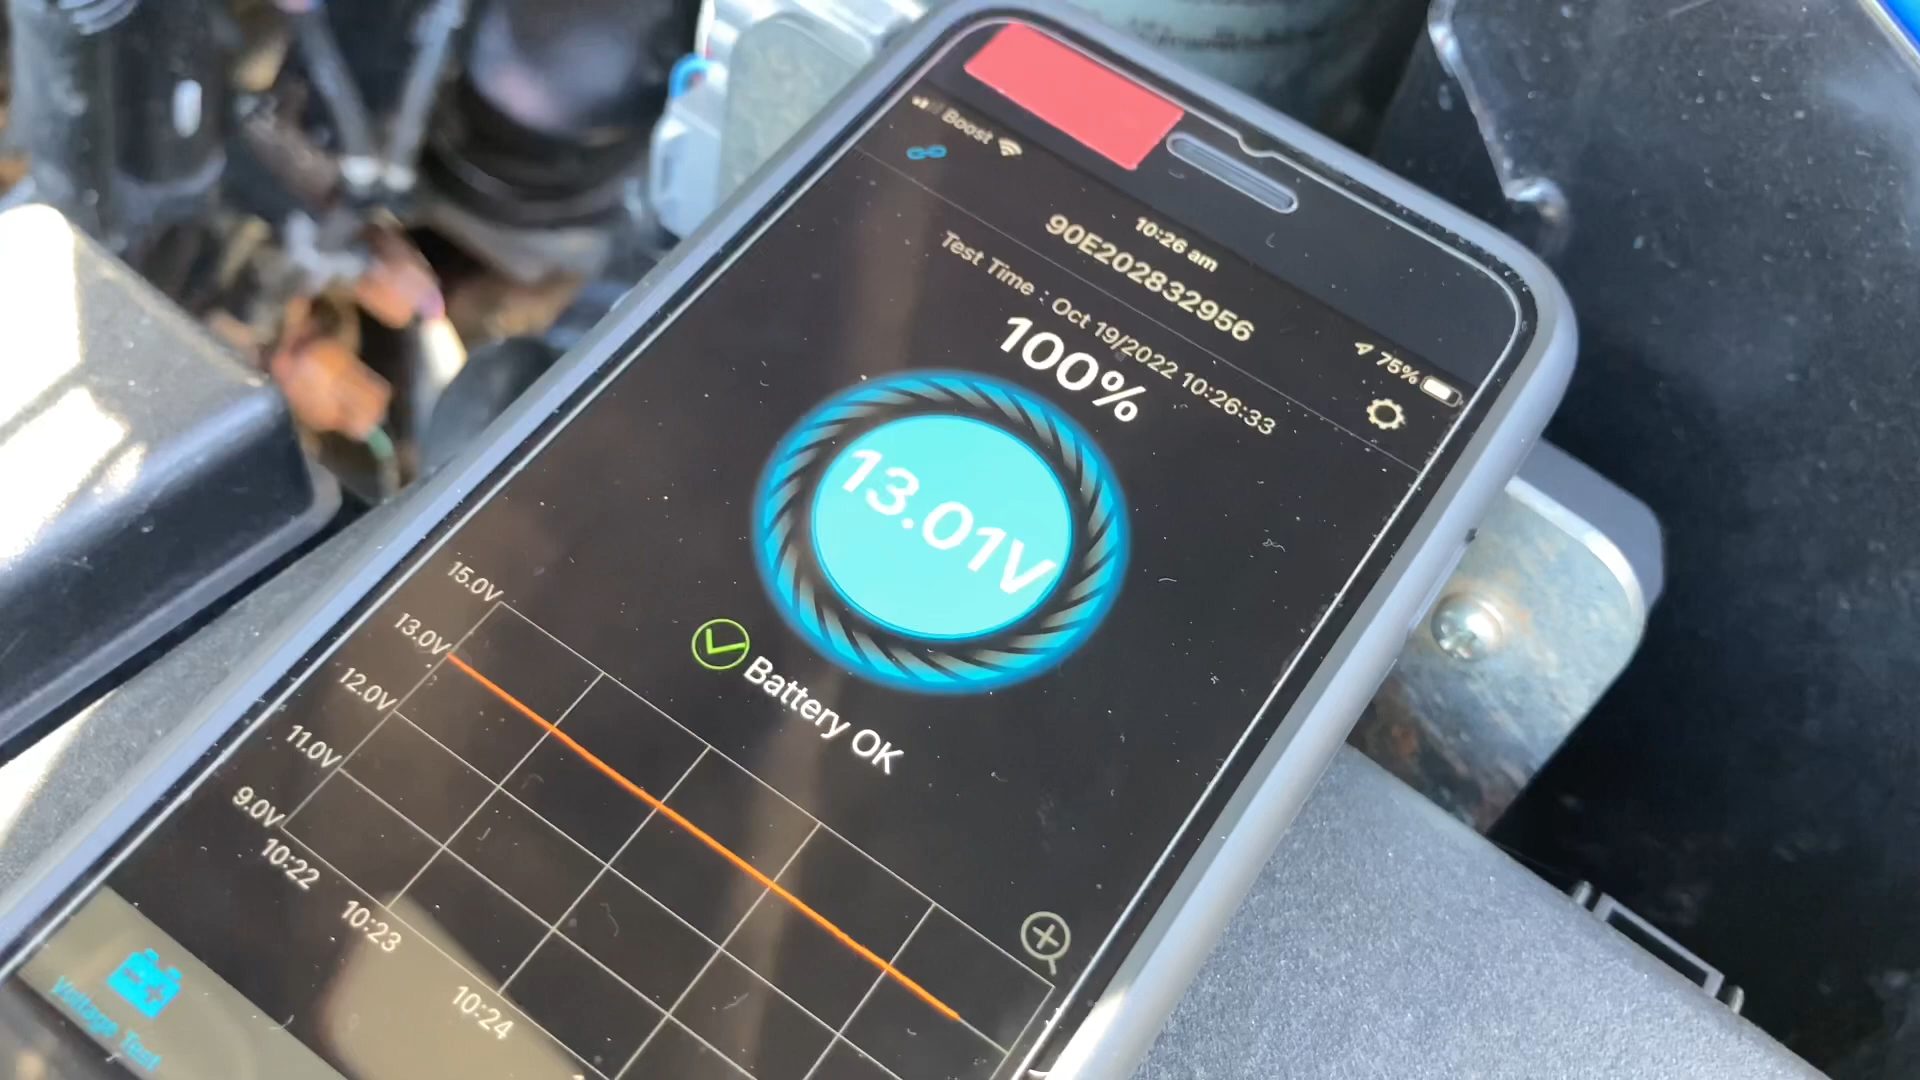 Boost
10:26 am
75%
90E202832956
Test Time : Oct 19/2022 10:26:33
100%
13.01V
Battery OK
15.0V
13.0V
12.0V
11.0V
9.0V
10:22
10:23
10:24
Voltage Test